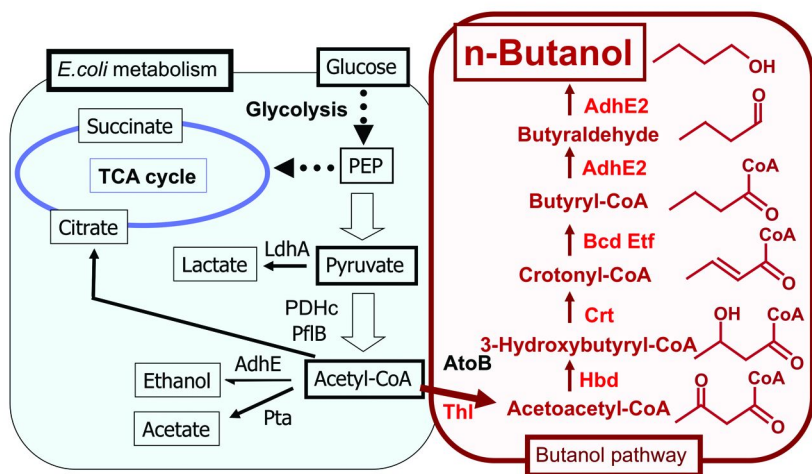 E.coli metabolism
Glucose
Glycolysis
Succinate
TCA cycle
PEP
Citrate
LdhA
Lactate
Pyruvate
PDHc
PflB
AdhE
Ethanol
Acetyl-CoA
Pta
Acetate
n-Butanol
OH
AdhE2
Butyraldehyde
O
AdhE2
CoA
Butyryl-CoA
O
Bcd Etf
CoA
Crotonyl-CoA
O
Crt
OH
CoA
3-Hydroxybutyryl-CoA
O
AtoB
Hbd
Thl
Acetoacetyl-CoA
O
CoA
O
Butanol pathway